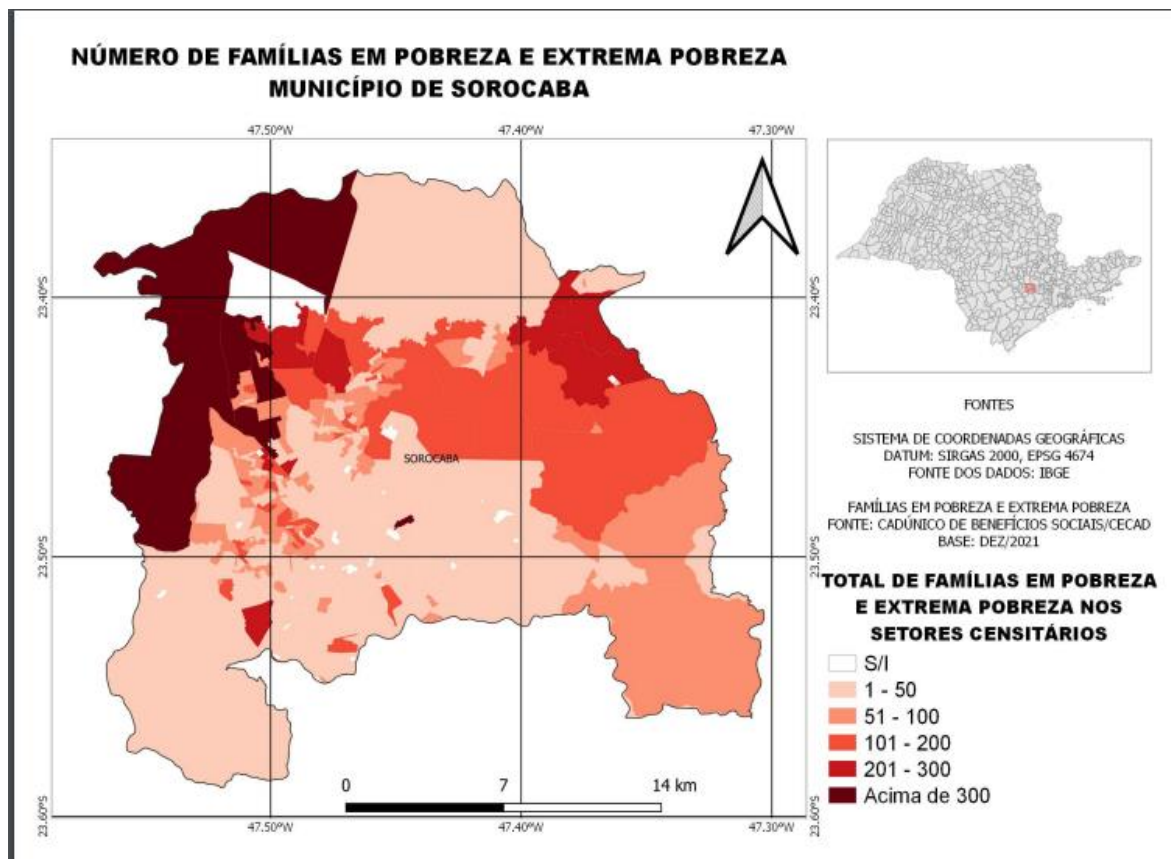 NÚMERO DE FAMÍLIAS EM POBREZA E EXTREMA POBREZA
MUNICÍPIO DE SOROCABA
47.50°W 47.40°W 47.30°W
23.40°S 23.40°S
SOROCABA
23.50°S 23.50°S
0 7 14 km
23.60°S 23.60°S
47.50°W 47.40°W 47.30°W
FONTES
SISTEMA DE COORDENADAS GEOGRÁFICAS
DATUM: SIRGAS 2000, EPSG 4674
FONTE DOS DADOS: IBGE
FAMÍLIAS EM POBREZA E EXTREMA POBREZA
FONTE: CADÚNICO DE BENEFÍCIOS SOCIAIS/CECAD
BASE: DEZ/2021
TOTAL DE FAMÍLIAS EM POBREZA
E EXTREMA POBREZA NOS
SETORES CENSITÁRIOS
S/I
1 - 50
51 - 100
101 - 200
201 - 300
Acima de 300